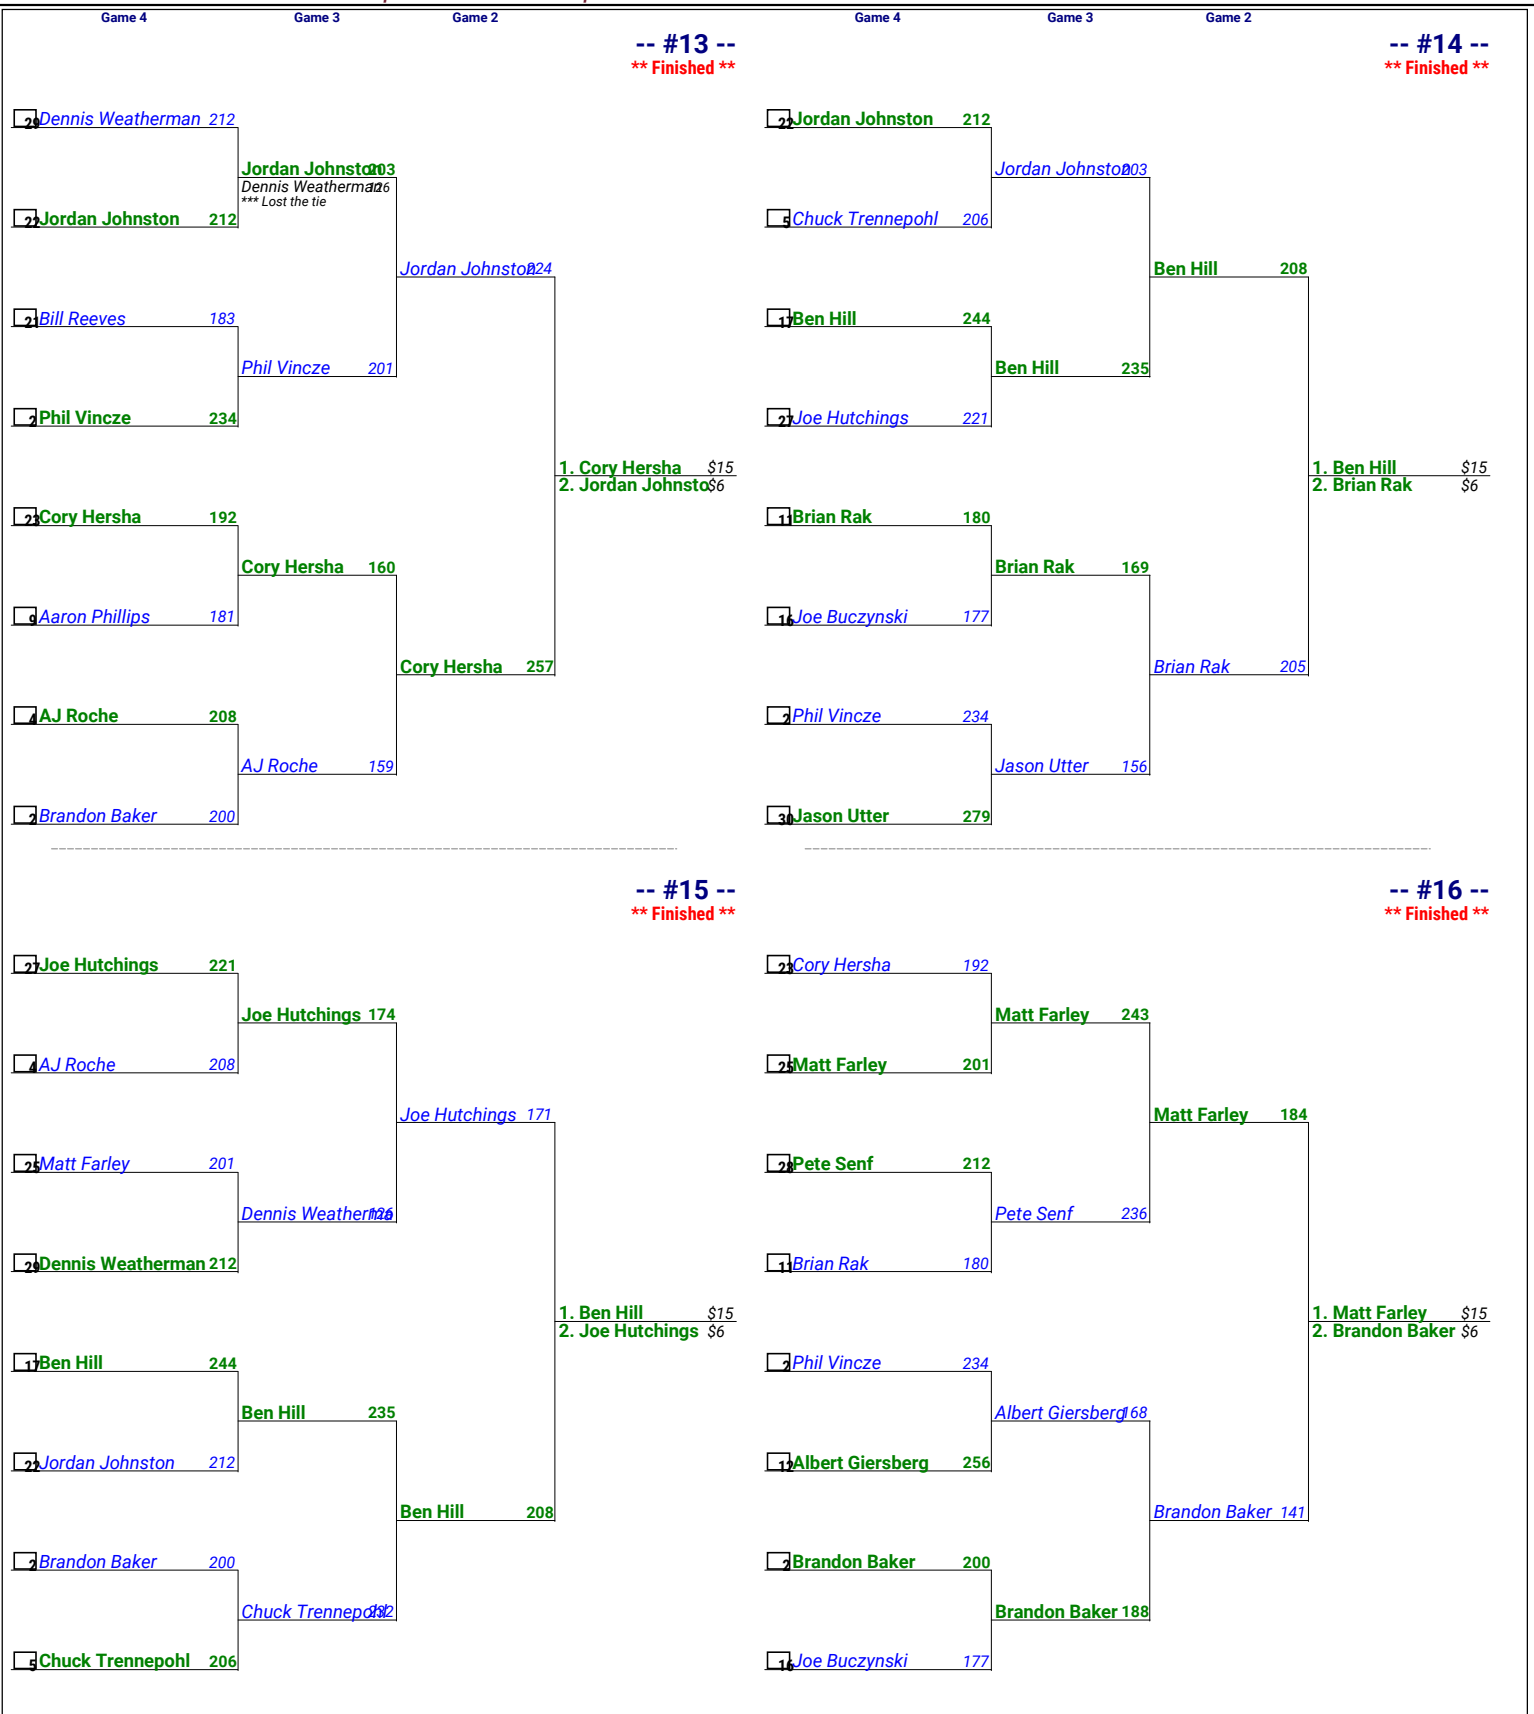 Game 4 Game 3 Game 2
-- #13 --
** Finished **
29 Dennis Weatherman 212
Jordan Johnston 203
Dennis Weatherman 126
*** Lost the tie
22 Jordan Johnston 212
Jordan Johnston 224
21 Bill Reeves 183
Phil Vincze 201
2 Phil Vincze 234
1. Cory Hersha $15
2. Jordan Johnsto $6
23 Cory Hersha 192
Cory Hersha 160
9 Aaron Phillips 181
Cory Hersha 257
4 AJ Roche 208
AJ Roche 159
2 Brandon Baker 200
Game 4 Game 3 Game 2
-- #14 --
** Finished **
22 Jordan Johnston 212
Jordan Johnston 203
5 Chuck Trennepohl 206
Ben Hill 208
17 Ben Hill 244
Ben Hill 235
27 Joe Hutchings 221
1. Ben Hill $15
2. Brian Rak $6
11 Brian Rak 180
Brian Rak 169
16 Joe Buczynski 177
Brian Rak 205
2 Phil Vincze 234
Jason Utter 156
30 Jason Utter 279
-- #15 --
** Finished **
27 Joe Hutchings 221
Joe Hutchings 174
4 AJ Roche 208
Joe Hutchings 171
25 Matt Farley 201
Dennis Weatherma 126
29 Dennis Weatherman 212
1. Ben Hill $15
2. Joe Hutchings $6
17 Ben Hill 244
Ben Hill 235
22 Jordan Johnston 212
Ben Hill 208
2 Brandon Baker 200
Chuck Trennepohl 232
5 Chuck Trennepohl 206
-- #16 --
** Finished **
23 Cory Hersha 192
Matt Farley 243
25 Matt Farley 201
Matt Farley 184
28 Pete Senf 212
Pete Senf 236
11 Brian Rak 180
1. Matt Farley $15
2. Brandon Baker $6
2 Phil Vincze 234
Albert Giersberg 168
12 Albert Giersberg 256
Brandon Baker 141
2 Brandon Baker 200
Brandon Baker 188
16 Joe Buczynski 177